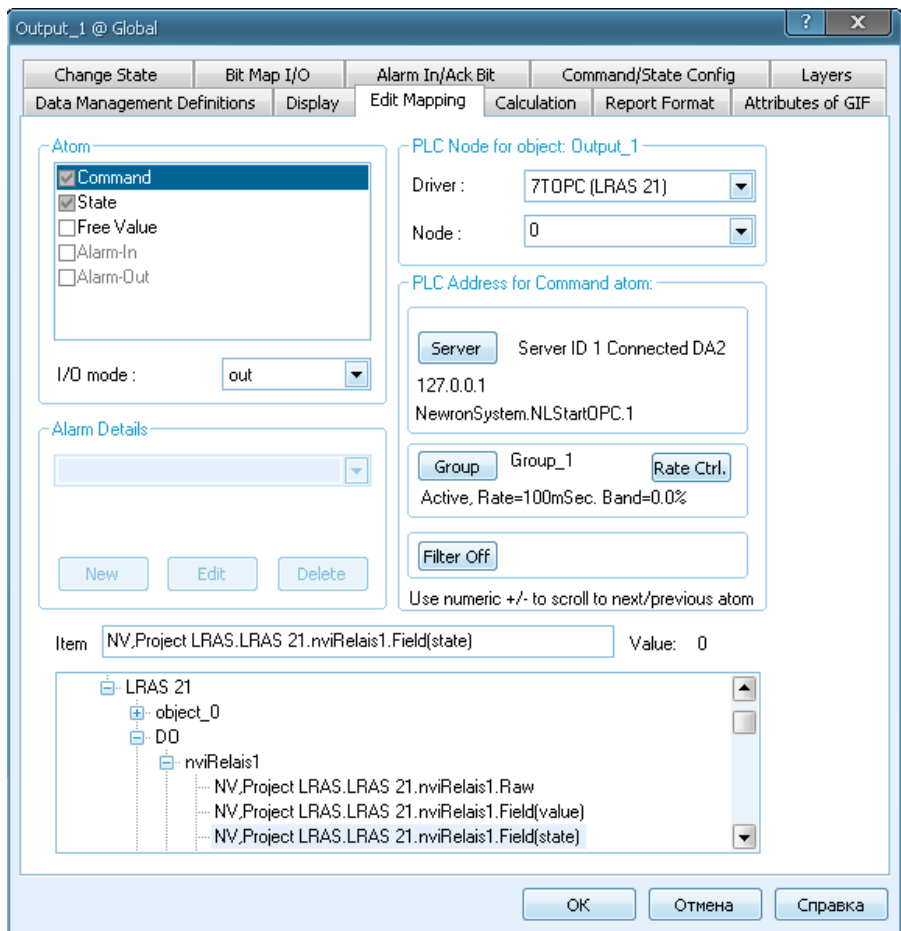 Output_1 @ Global
?
X
Change State
Bit Map I/O
Alarm In/Ack Bit
Command/State Config
Layers
Data Management Definitions
Display
Edit Mapping
Calculation
Report Format
Attributes of GIF
Atom
Command
State
Free Value
Alarm-In
Alarm-Out
I/O mode :
out
Alarm Details
New
Edit
Delete
PLC Node for object: Output_1
Driver :
7TOPC (LRAS 21)
Node :
0
PLC Address for Command atom:
Server
Server ID 1 Connected DA2
127.0.0.1
NewronSystem.NLStartOPC.1
Group
Group_1
Rate Ctrl.
Active, Rate=100mSec. Band=0.0%
Filter Off
Use numeric +/- to scroll to next/previous atom
Item
NV,Project LRAS.LRAS 21.nviRelais1.Field(state)
Value: 0
LRAS 21
object_0
DO
nviRelais1
NV,Project LRAS.LRAS 21.nviRelais1.Raw
NV,Project LRAS.LRAS 21.nviRelais1.Field(value)
NV,Project LRAS.LRAS 21.nviRelais1.Field(state)
OK
Отмена
Справка